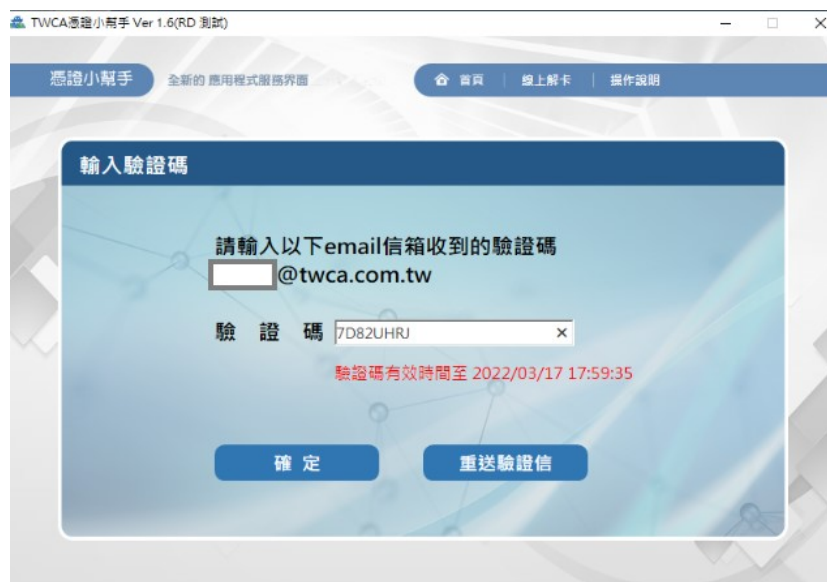 TWCA憑證小幫手 Ver 1.6(RD 測試)
憑證小幫手 全新的 應用程式服務界面 首頁 | 線上解卡 | 操作說明
輸入驗證碼
請輸入以下email信箱收到的驗證碼
@twca.com.tw
驗 證 碼 7D82UHRJ
驗證碼有效時間至 2022/03/17 17:59:35
確 定 重送驗證信